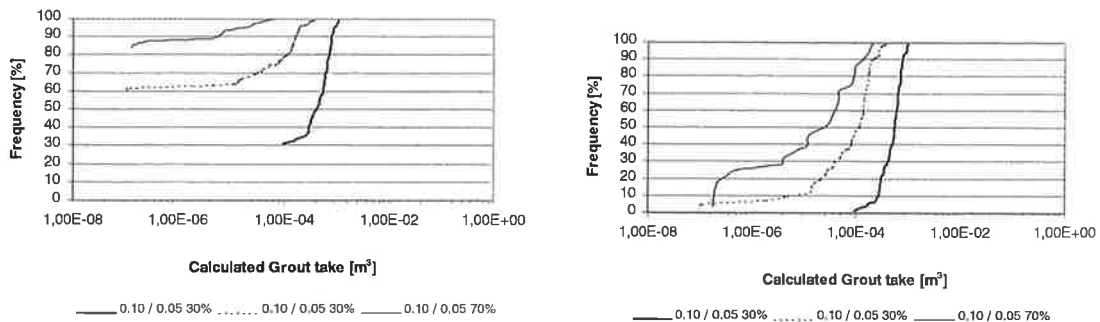 Frequency [%]
100
90
80
70
60
50
40
30
20
10
0
1,00E-08
1,00E-06
1,00E-04
1,00E-02
1,00E+00
Calculated Grout take [m³]
0.10 / 0.05 30%
0.10 / 0.05 30%
0.10 / 0.05 70%
Frequency [%]
100
90
80
70
60
50
40
30
20
10
0
1,00E-08
1,00E-06
1,00E-04
1,00E-02
1,00E+00
Calculated Grout take [m³]
0.10 / 0.05 30%
0.10 / 0.05 30%
0.10 / 0.05 70%